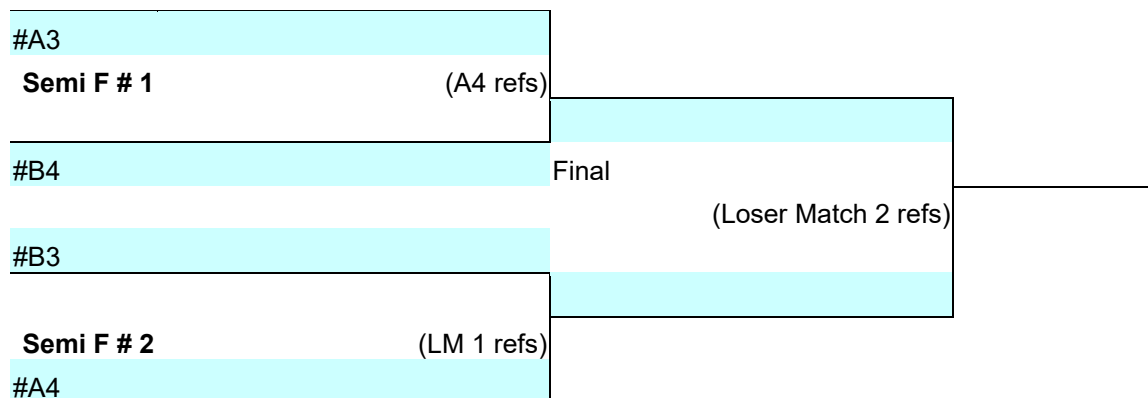 #A3
Semi F # 1 (A4 refs)
#B4 Final
(Loser Match 2 refs)
#B3
Semi F # 2 (LM 1 refs)
#A4